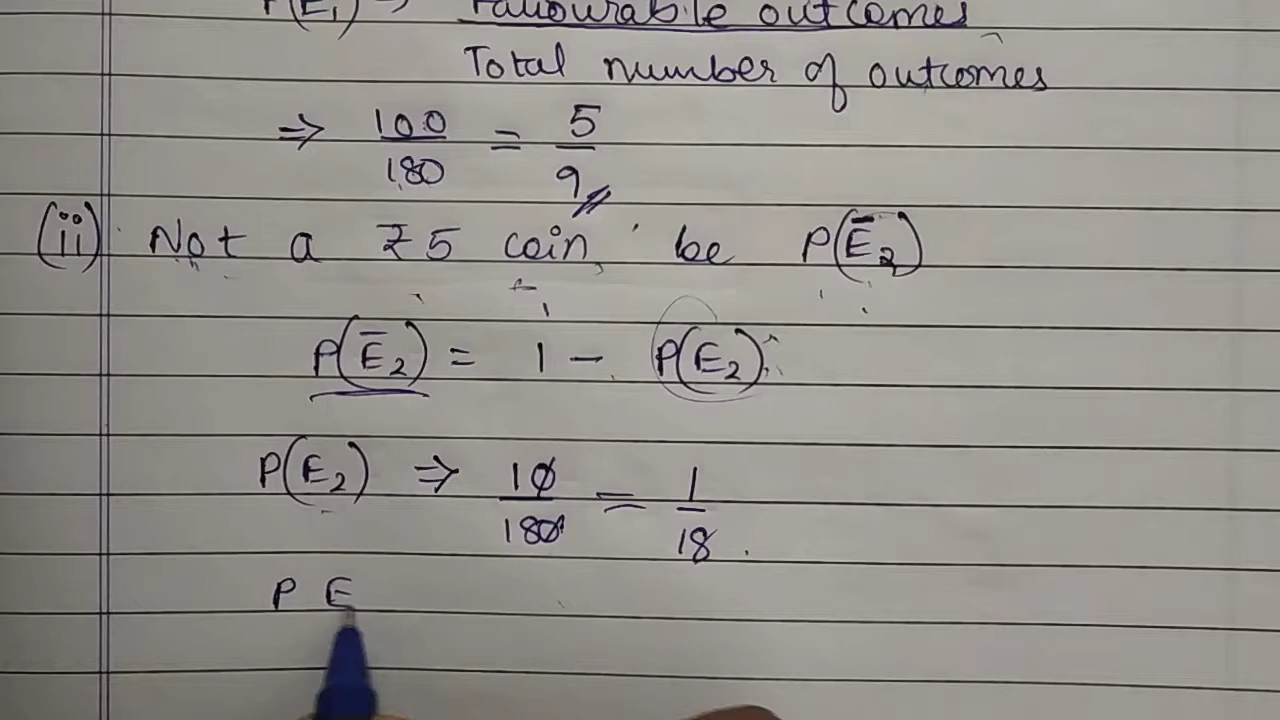 P(E₁) ⇒ Favourable outcomes
Total number of outcomes
⇒ 100/180 = 5/9
(ii) Not a ₹5 coin, be P(Ē₂)
P(Ē₂) = 1 - P(E₂)
P(E₂) ⇒ 10/180 = 1/18.
P E